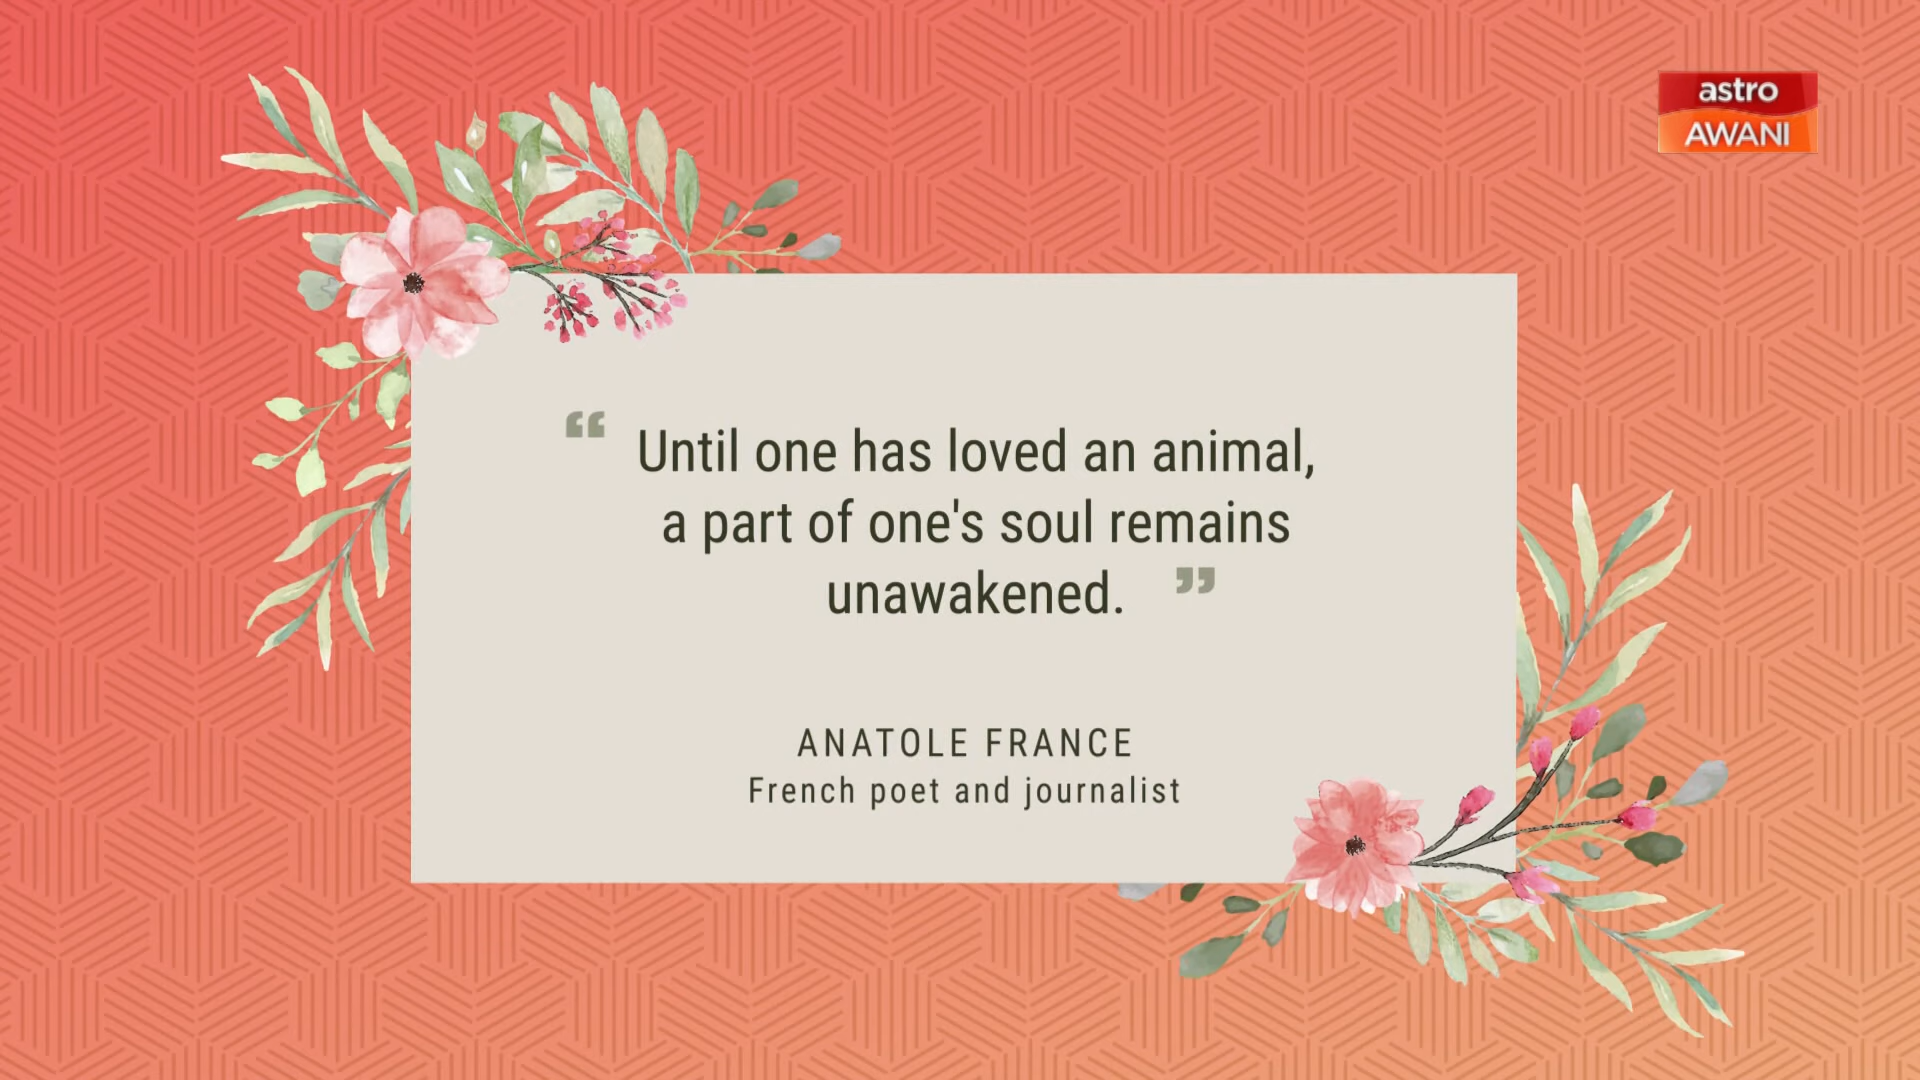 astro
AWANI
“ Until one has loved an animal,
a part of one's soul remains
unawakened. ”
ANATOLE FRANCE
French poet and journalist